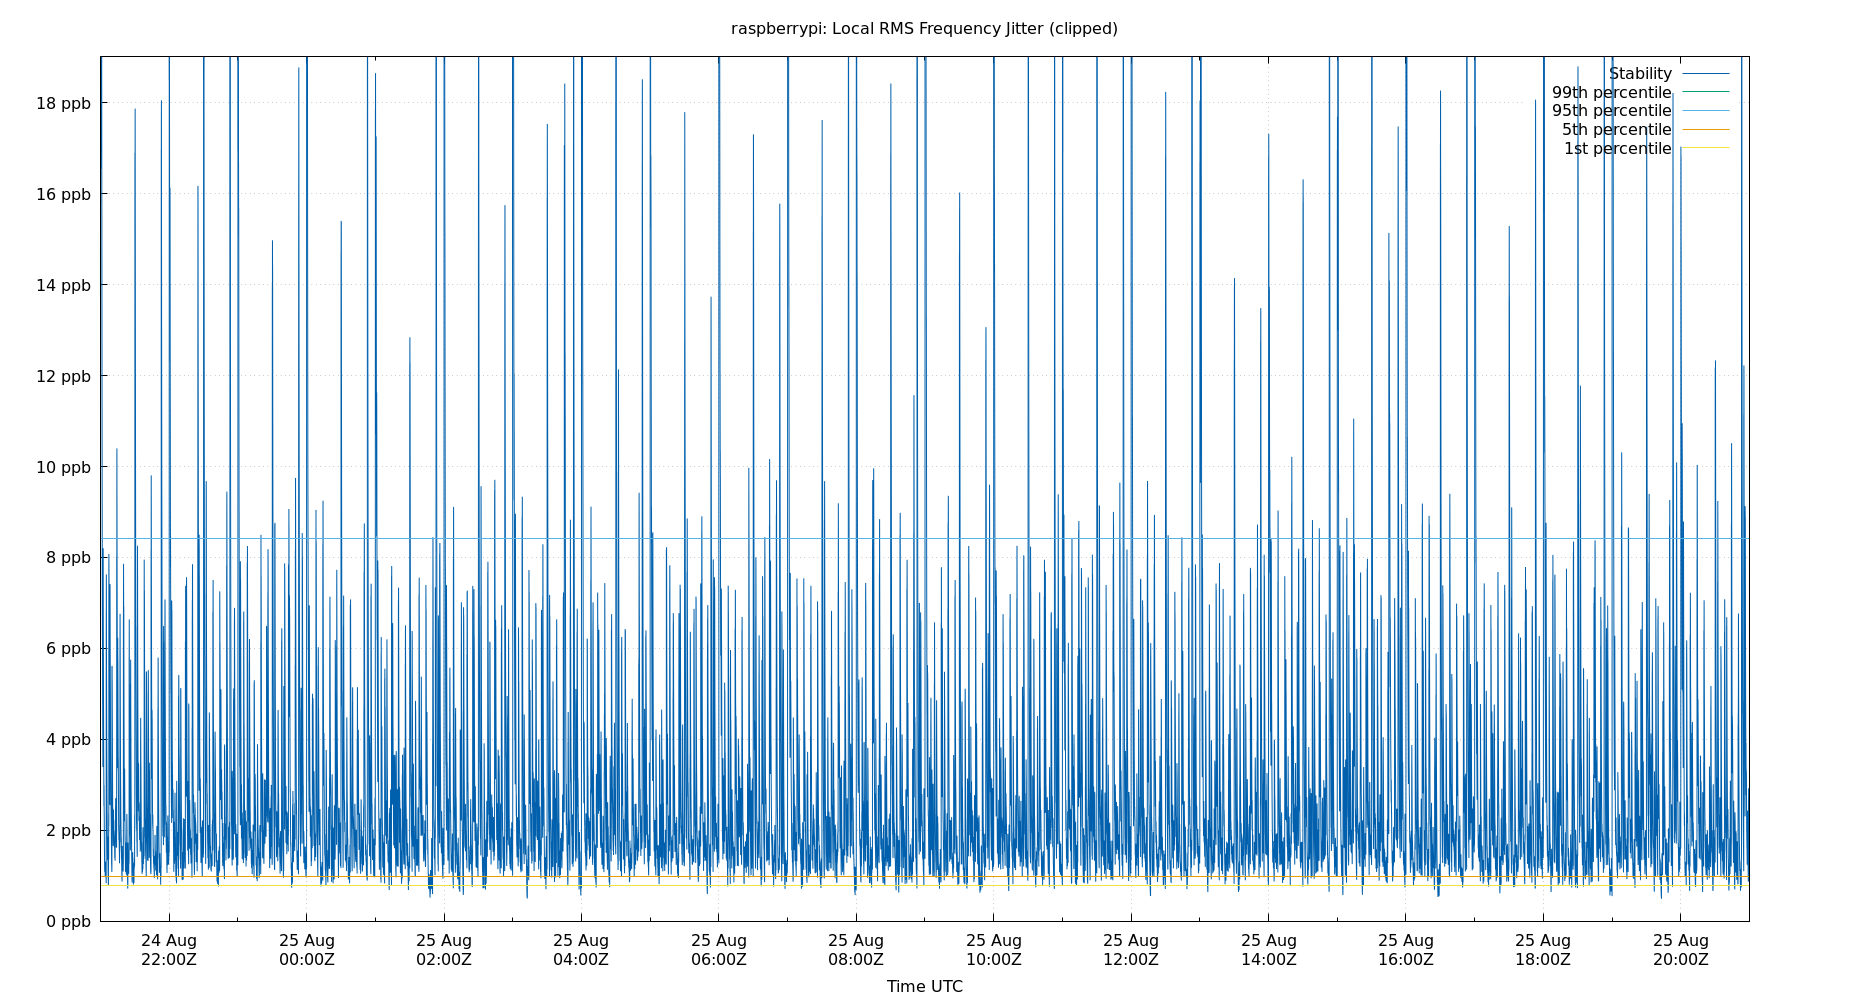 raspberrypi: Local RMS Frequency Jitter (clipped)
Stability
99th percentile
95th percentile
5th percentile
1st percentile
18 ppb
16 ppb
14 ppb
12 ppb
10 ppb
8 ppb
6 ppb
4 ppb
2 ppb
0 ppb
24 Aug 25 Aug 25 Aug 25 Aug 25 Aug 25 Aug 25 Aug 25 Aug 25 Aug 25 Aug 25 Aug 25 Aug
22:00Z 00:00Z 02:00Z 04:00Z 06:00Z 08:00Z 10:00Z 12:00Z 14:00Z 16:00Z 18:00Z 20:00Z
Time UTC